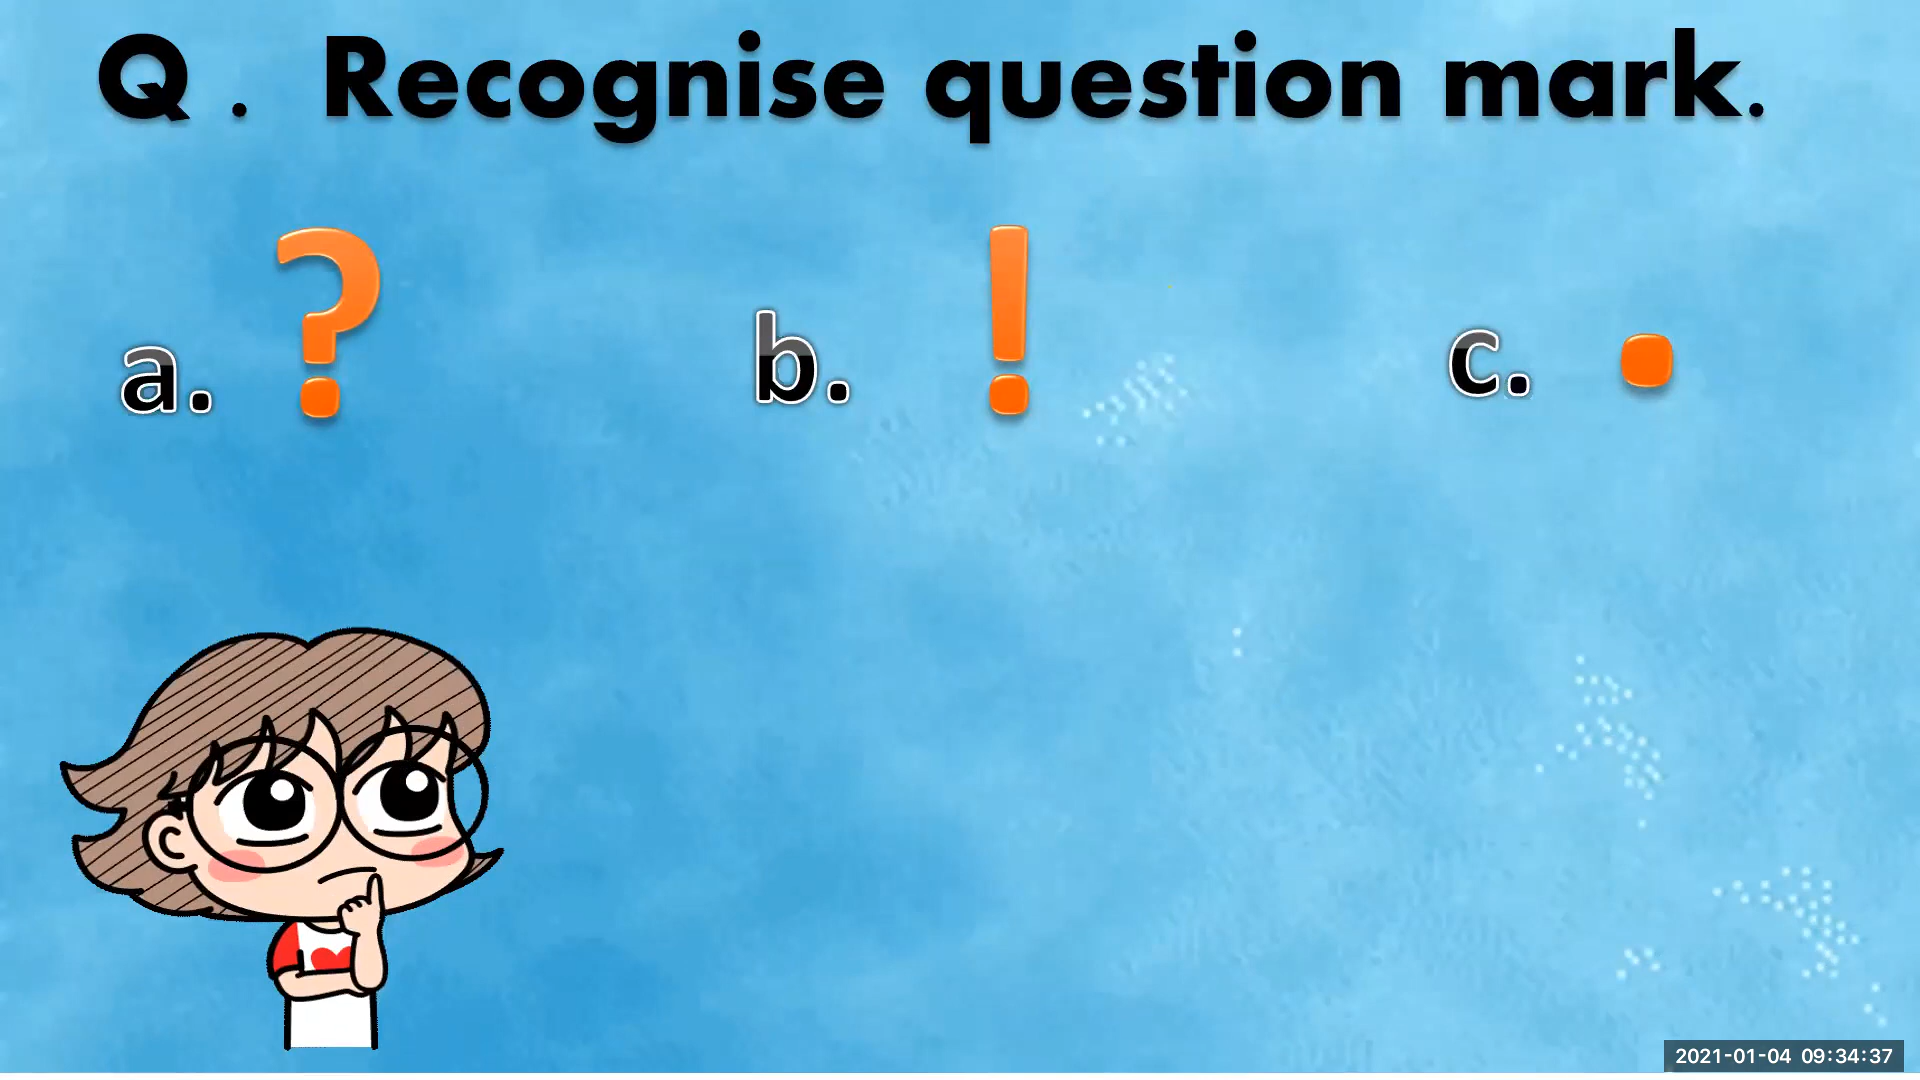 Q . Recognise question mark.
a. ? b. ! c. .
2021-01-04 09:34:37